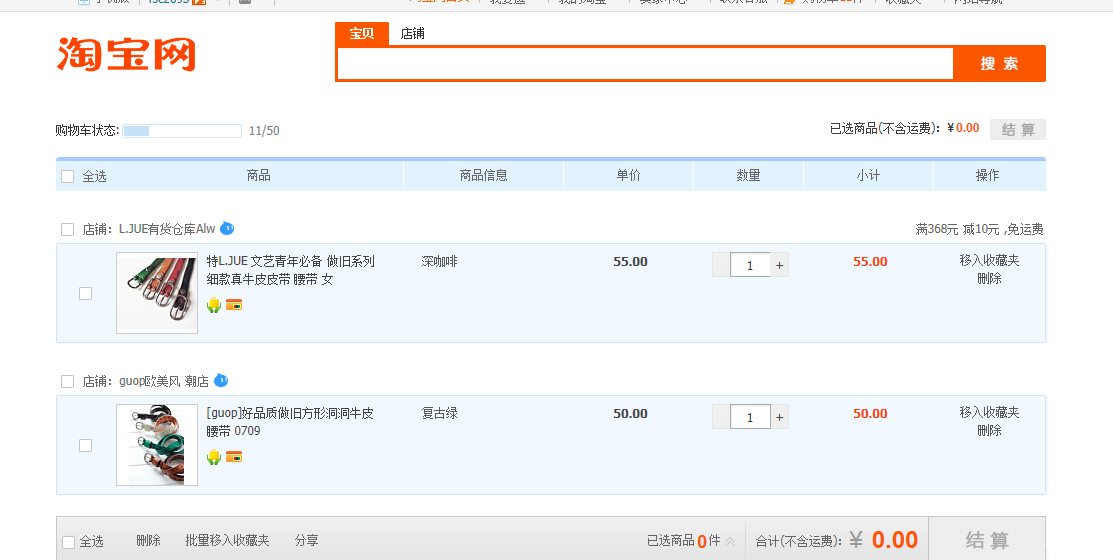 宝贝 店铺
淘宝网
搜 索
购物车状态: 11/50 已选商品(不含运费): ¥0.00 结 算
全选 商品 商品信息 单价 数量 小计 操作
店铺: L.JUE有货仓库Alw 满368元 减10元 ,免运费
特L.JUE 文艺青年必备 做旧系列 深咖啡 55.00 - 1 + 55.00 移入收藏夹
细款真牛皮皮带 腰带 女 删除
店铺: guop欧美风 潮店
[guop]好品质做旧方形洞洞牛皮 复古绿 50.00 - 1 + 50.00 移入收藏夹
腰带 0709 删除
全选 删除 批量移入收藏夹 分享 已选商品 0 件 合计(不含运费): ¥ 0.00 结 算